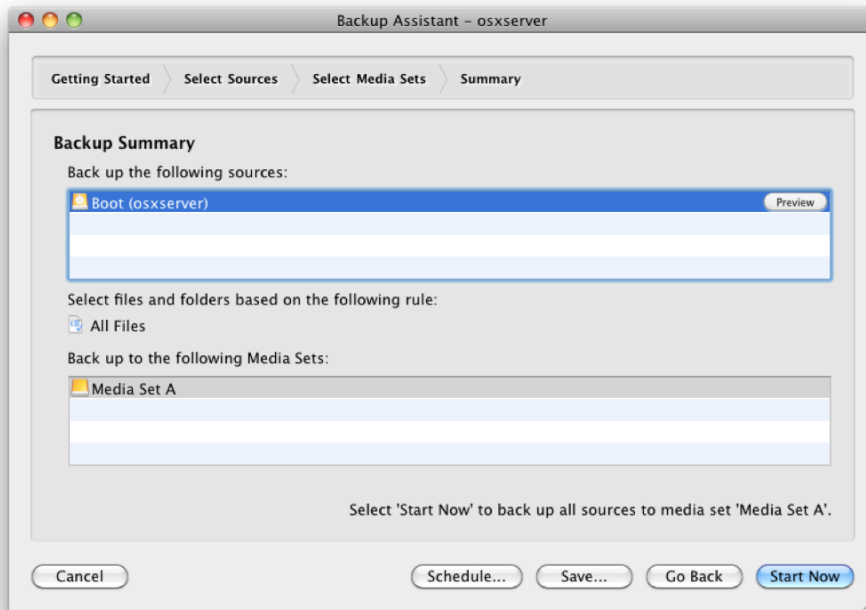 Backup Assistant – osxserver
Getting Started Select Sources Select Media Sets Summary
Backup Summary
Back up the following sources:
Boot (osxserver) Preview
Select files and folders based on the following rule:
All Files
Back up to the following Media Sets:
Media Set A
Select 'Start Now' to back up all sources to media set 'Media Set A'.
Cancel Schedule... Save... Go Back Start Now